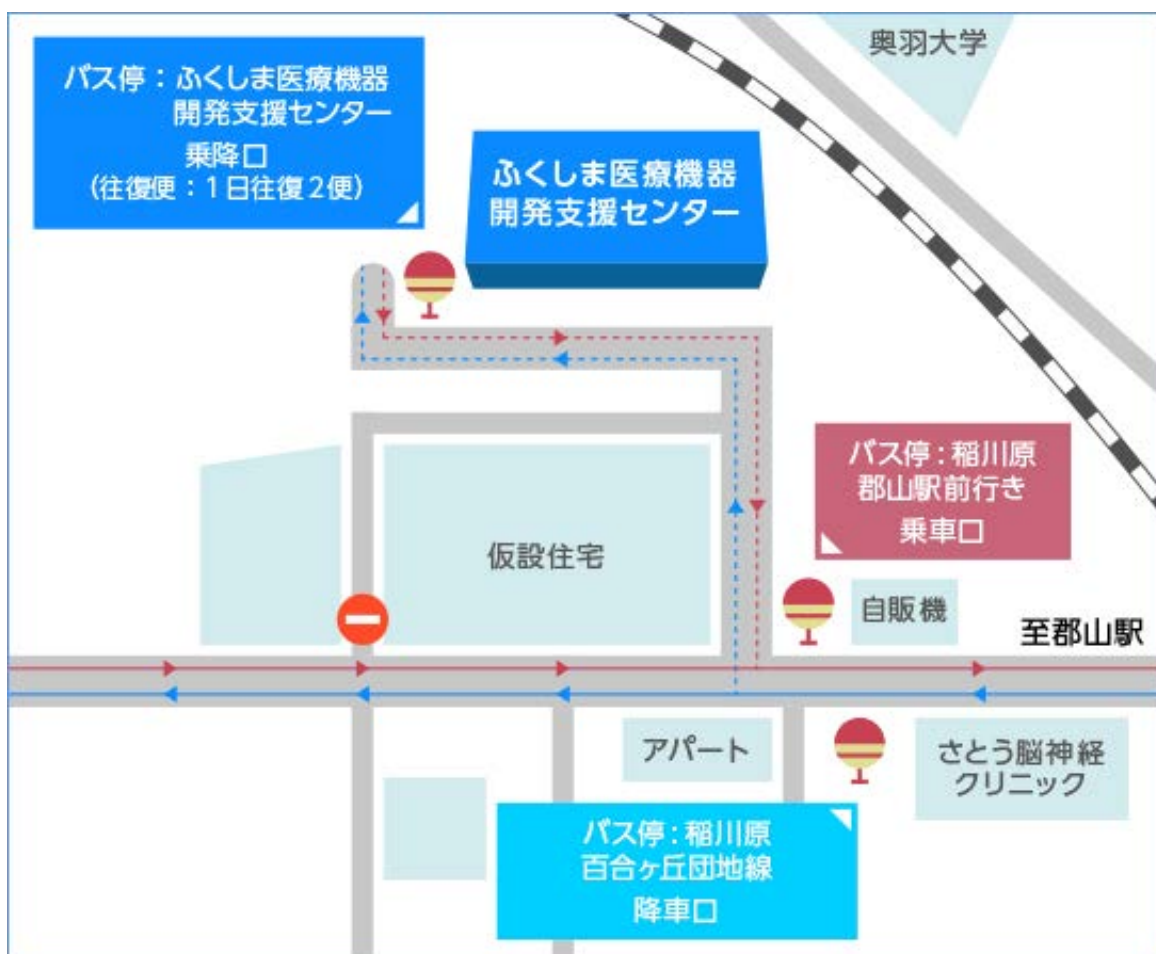 奥羽大学
バス停：ふくしま医療機器
開発支援センター
乗降口
（往復便：1日往復2便）
ふくしま医療機器
開発支援センター
バス停：稲川原
郡山駅前行き
乗車口
仮設住宅
自販機
至郡山駅
アパート
さとう脳神経
クリニック
バス停：稲川原
百合ヶ丘団地線
降車口